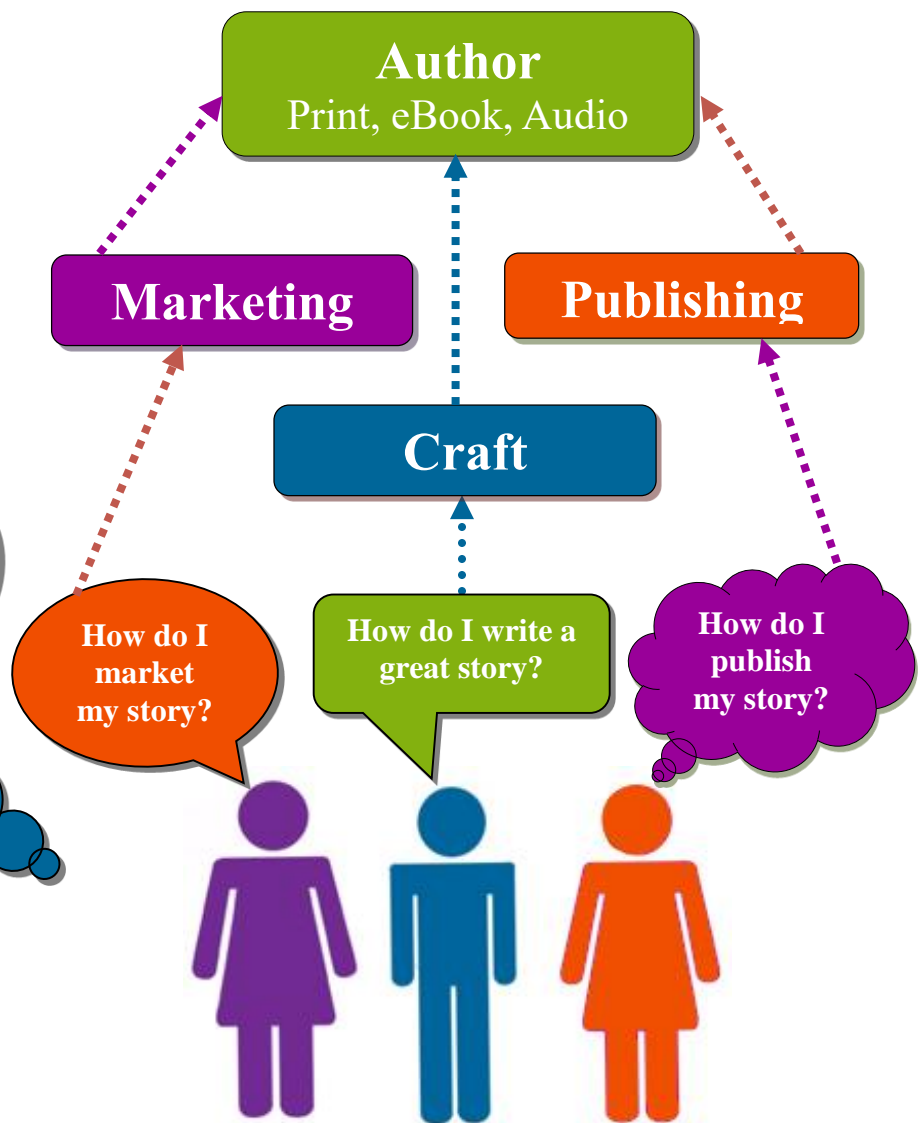 Author
Print, eBook, Audio
Marketing
Publishing
Craft
How do I
market
my story?
How do I write a
great story?
How do I
publish
my story?